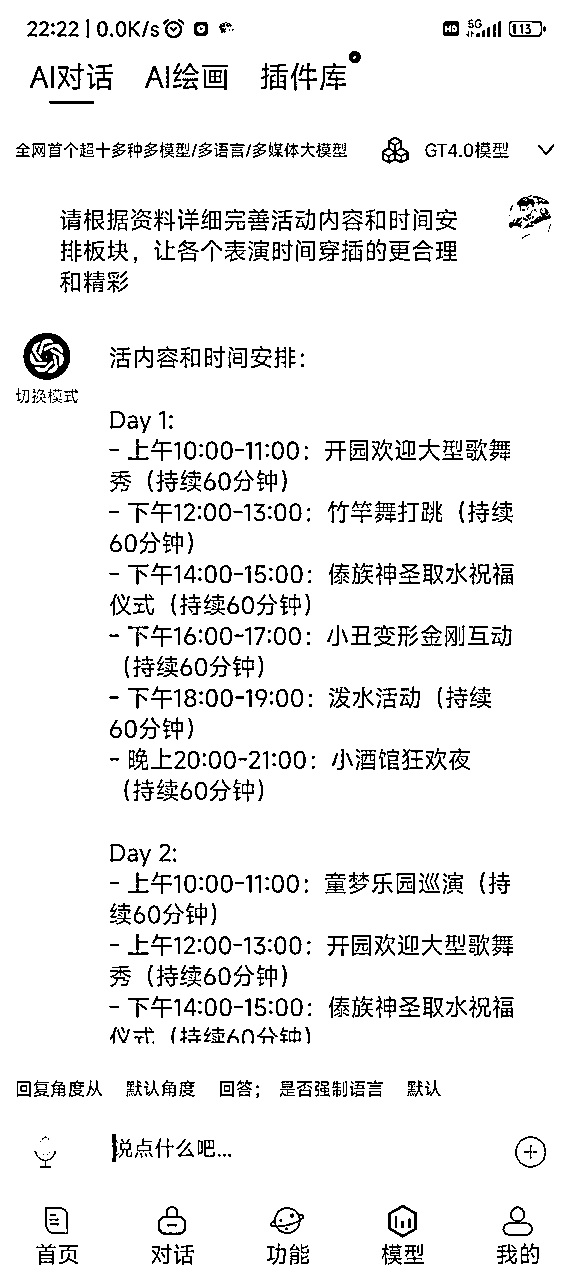 22:22 | 0.0K/s HD 5G 113
AI对话 AI绘画 插件库
全网首个超十多种多模型/多语言/多媒体大模型 GT4.0模型
请根据资料详细完善活动内容和时间安
排板块，让各个表演时间穿插的更合理
和精彩
活内容和时间安排：
切换模式
Day 1:
- 上午10:00-11:00：开园欢迎大型歌舞
秀（持续60分钟）
- 下午12:00-13:00：竹竿舞打跳（持续
60分钟）
- 下午14:00-15:00：傣族神圣取水祝福
仪式（持续60分钟）
- 下午16:00-17:00：小丑变形金刚互动
（持续60分钟）
- 下午18:00-19:00：泼水活动（持续
60分钟）
- 晚上20:00-21:00：小酒馆狂欢夜
（持续60分钟）
Day 2:
- 上午10:00-11:00：童梦乐园巡演（持
续60分钟）
- 上午12:00-13:00：开园欢迎大型歌舞
秀（持续60分钟）
- 下午14:00-15:00：傣族神圣取水祝福
仪式（持续60分钟）
回复角度从 默认角度 回答； 是否强制语言 默认
说点什么吧...
首页 对话 功能 模型 我的